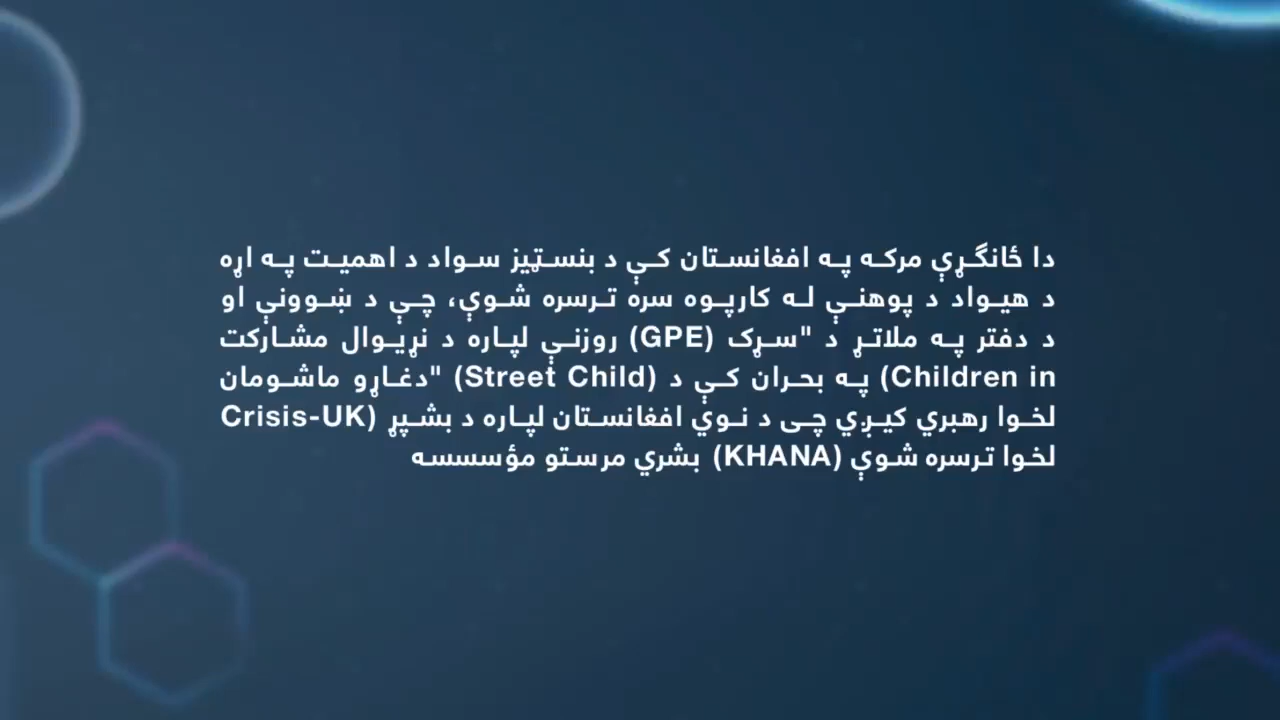 دا ځانګړې مرکه په افغانستان کې د بنسټیز سواد د اهمیت په اړه
د هیواد د پوهنې له کارپوه سره ترسره شوې، چې د ښوونې او
د دفتر په ملاتړ د "سړک (GPE) روزنې لپاره د نړیوال مشارکت
Children in) په بحران کې د (Street Child) "دغاړو ماشومان
لخوا رهبري کیږي چی د نوي افغانستان لپاره د بشپړ (Crisis-UK
لخوا ترسره شوې (KHANA) بشري مرستو مؤسسسه